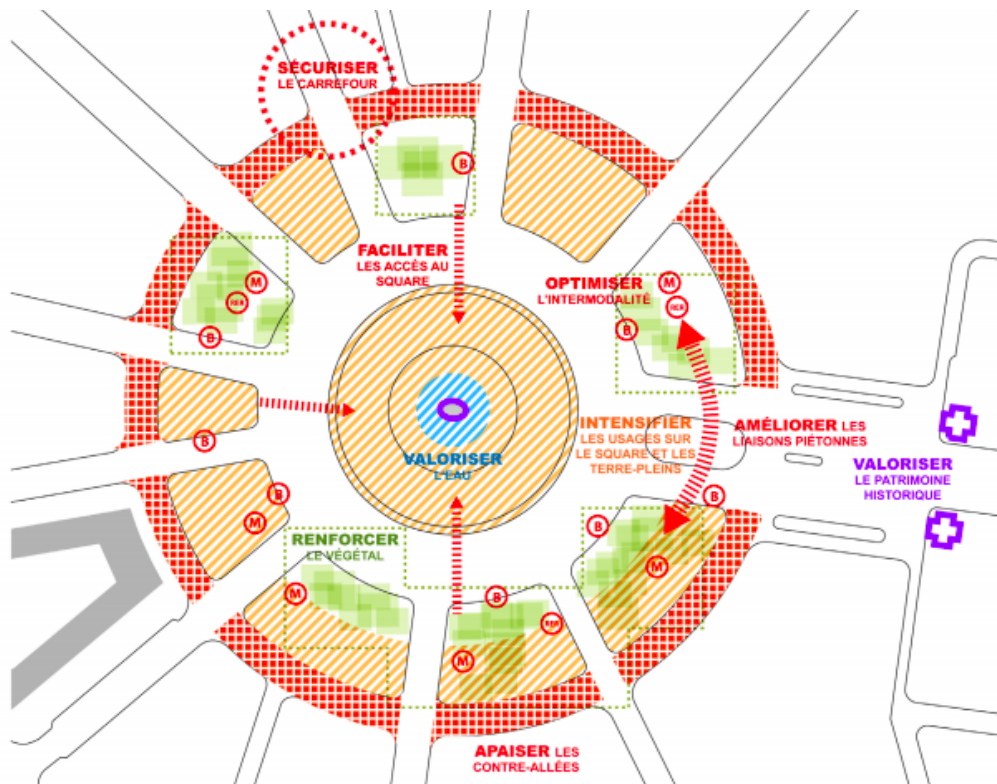 SÉCURISER
LE CARREFOUR
B
FACILITER
LES ACCÈS AU
SQUARE
OPTIMISER
L'INTERMODALITÉ
M
RER
B
M
RER
B
INTENSIFIER
LES USAGES SUR
LE SQUARE ET LES
TERRE-PLEINS
AMÉLIORER LES
LIAISONS PIÉTONNES
VALORISER
L'EAU
VALORISER
LE PATRIMOINE
HISTORIQUE
B
B
M
RENFORCER
LE VÉGÉTAL
M
B
RER
M
B
B
M
APAISER LES
CONTRE-ALLÉES